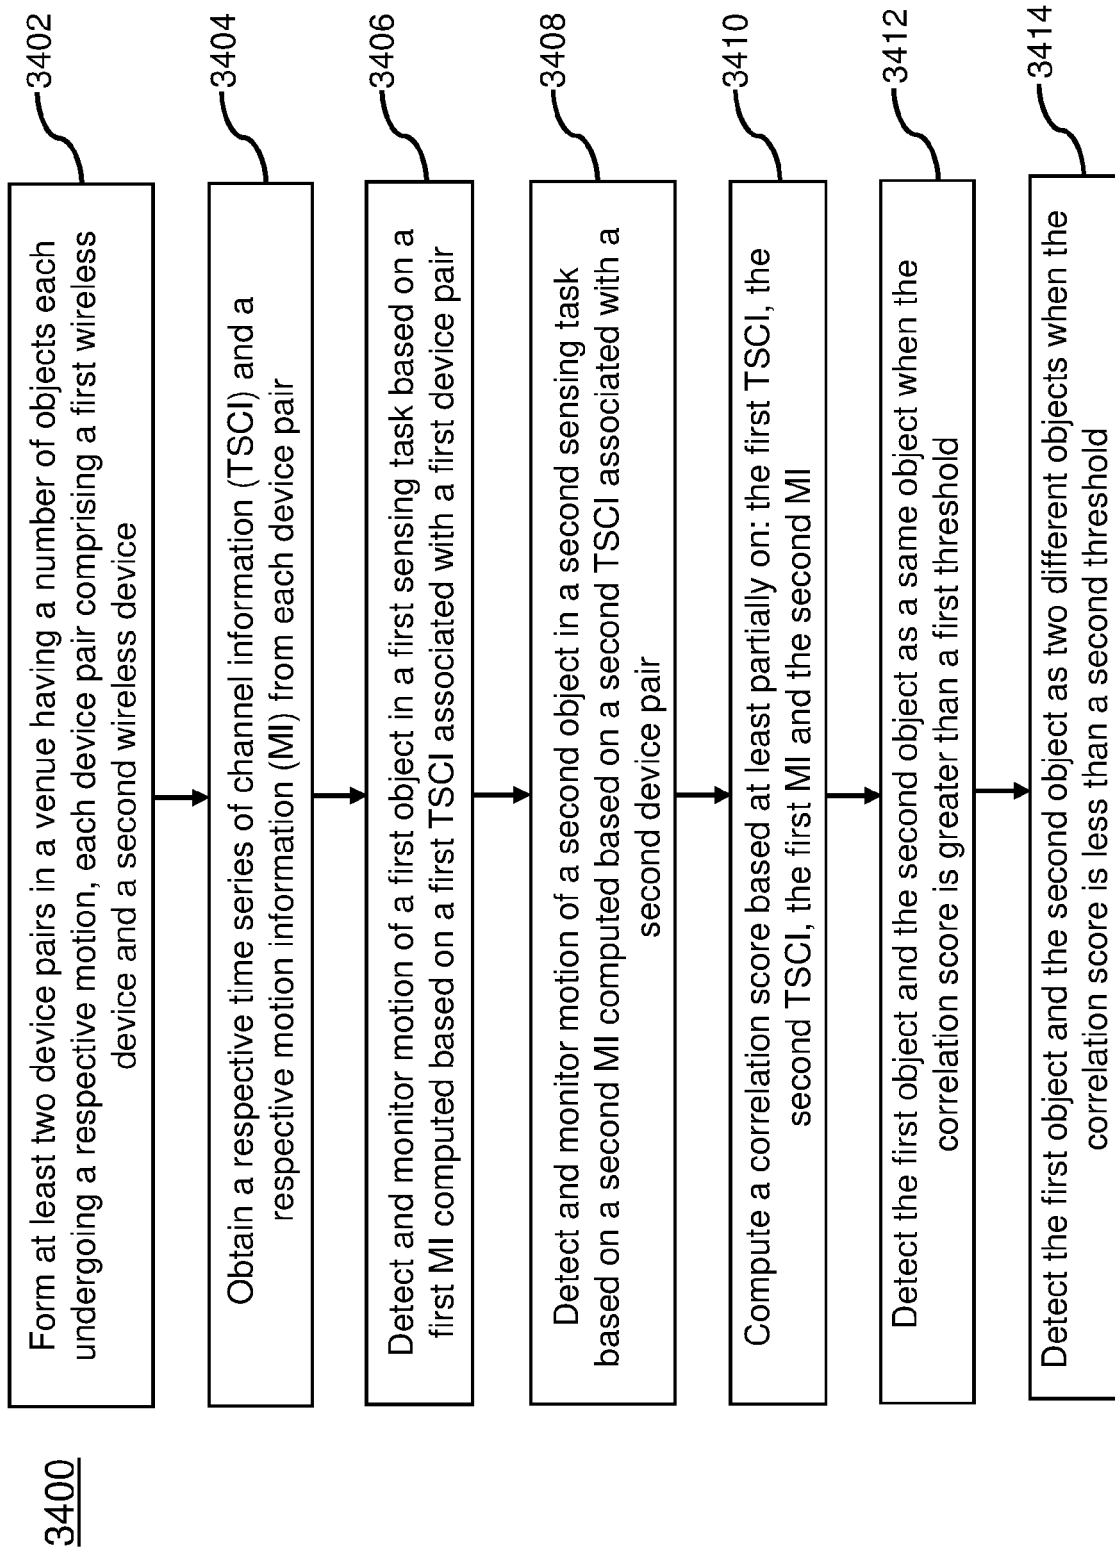 3400
Form at least two device pairs in a venue having a number of objects each
undergoing a respective motion, each device pair comprising a first wireless
device and a second wireless device
3402
Obtain a respective time series of channel information (TSCI) and a
respective motion information (MI) from each device pair
3404
Detect and monitor motion of a first object in a first sensing task based on a
first MI computed based on a first TSCI associated with a first device pair
3406
Detect and monitor motion of a second object in a second sensing task
based on a second MI computed based on a second TSCI associated with a
second device pair
3408
Compute a correlation score based at least partially on: the first TSCI, the
second TSCI, the first MI and the second MI
3410
Detect the first object and the second object as a same object when the
correlation score is greater than a first threshold
3412
Detect the first object and the second object as two different objects when the
correlation score is less than a second threshold
3414